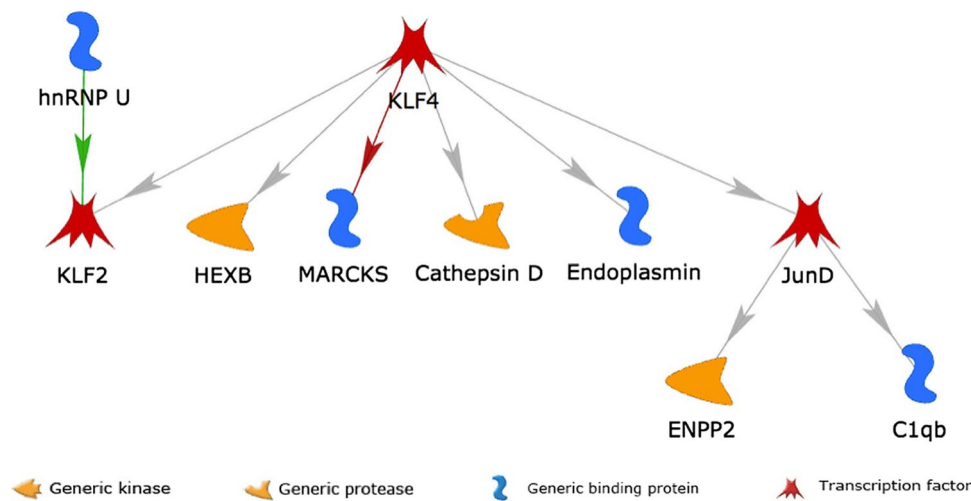 hnRNP U
KLF4
KLF2
HEXB
MARCKS
Cathepsin D
Endoplasmin
JunD
ENPP2
C1qb
Generic kinase
Generic protease
Generic binding protein
Transcription factor